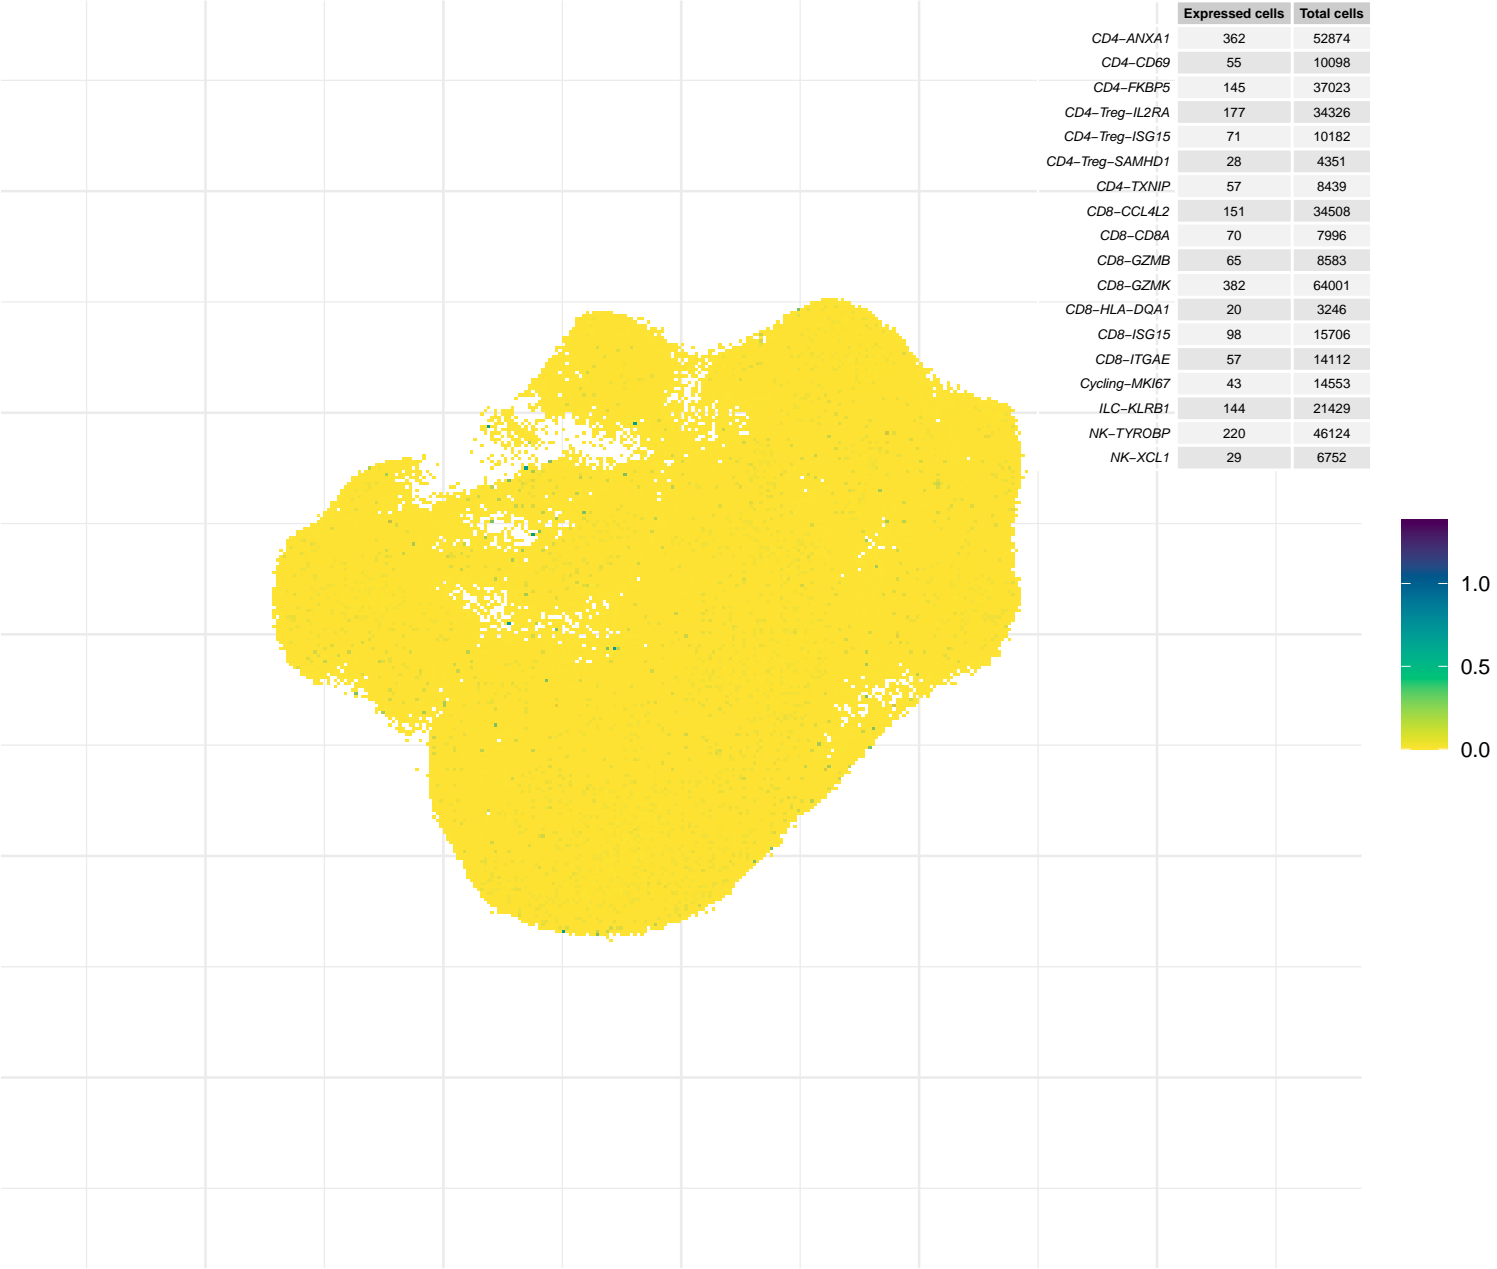 Expressed cells Total cells
CD4−ANXA1 362 52874
CD4−CD69 55 10098
CD4−FKBP5 145 37023
CD4−Treg−IL2RA 177 34326
CD4−Treg−ISG15 71 10182
CD4−Treg−SAMHD1 28 4351
CD4−TXNIP 57 8439
CD8−CCL4L2 151 34508
CD8−CD8A 70 7996
CD8−GZMB 65 8583
CD8−GZMK 382 64001
CD8−HLA−DQA1 20 3246
CD8−ISG15 98 15706
CD8−ITGAE 57 14112
Cycling−MKI67 43 14553
ILC−KLRB1 144 21429
NK−TYROBP 220 46124
NK−XCL1 29 6752
1.0
0.5
0.0